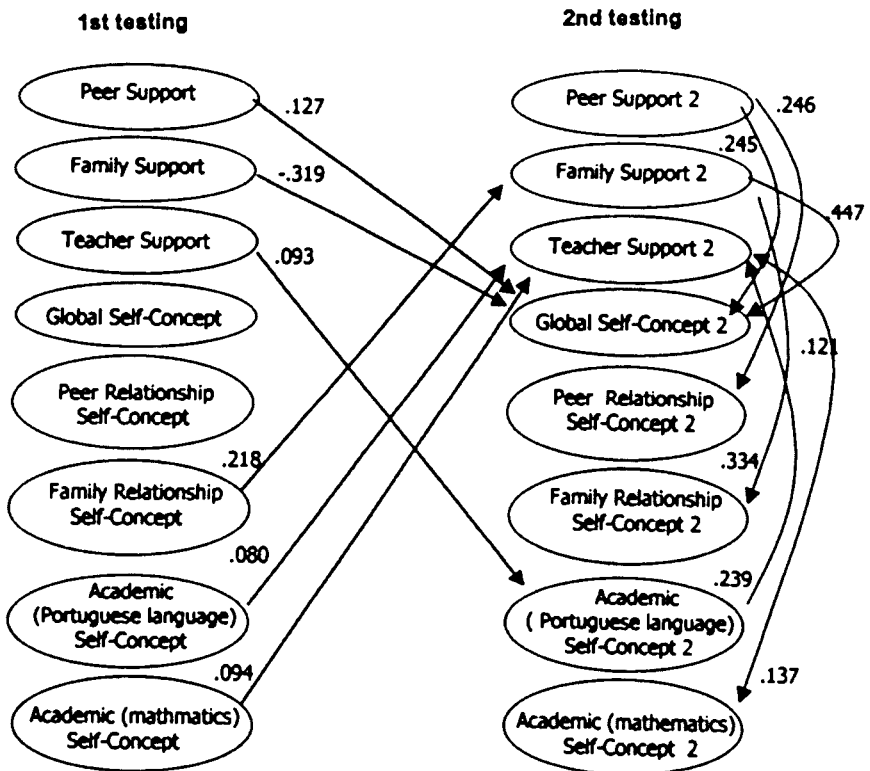 1st testing
2nd testing
Peer Support
.127
Family Support
-.319
Teacher Support
.093
Global Self-Concept
Peer Relationship
Self-Concept
.218
Family Relationship
Self-Concept
.080
Academic
(Portuguese language)
Self-Concept
.094
Academic (mathmatics)
Self-Concept
Peer Support 2
.246
.245
Family Support 2
.447
Teacher Support 2
Global Self-Concept 2
.121
Peer Relationship
Self-Concept 2
.334
Family Relationship
Self-Concept 2
.239
Academic
( Portuguese language)
Self-Concept 2
.137
Academic (mathematics)
Self-Concept 2